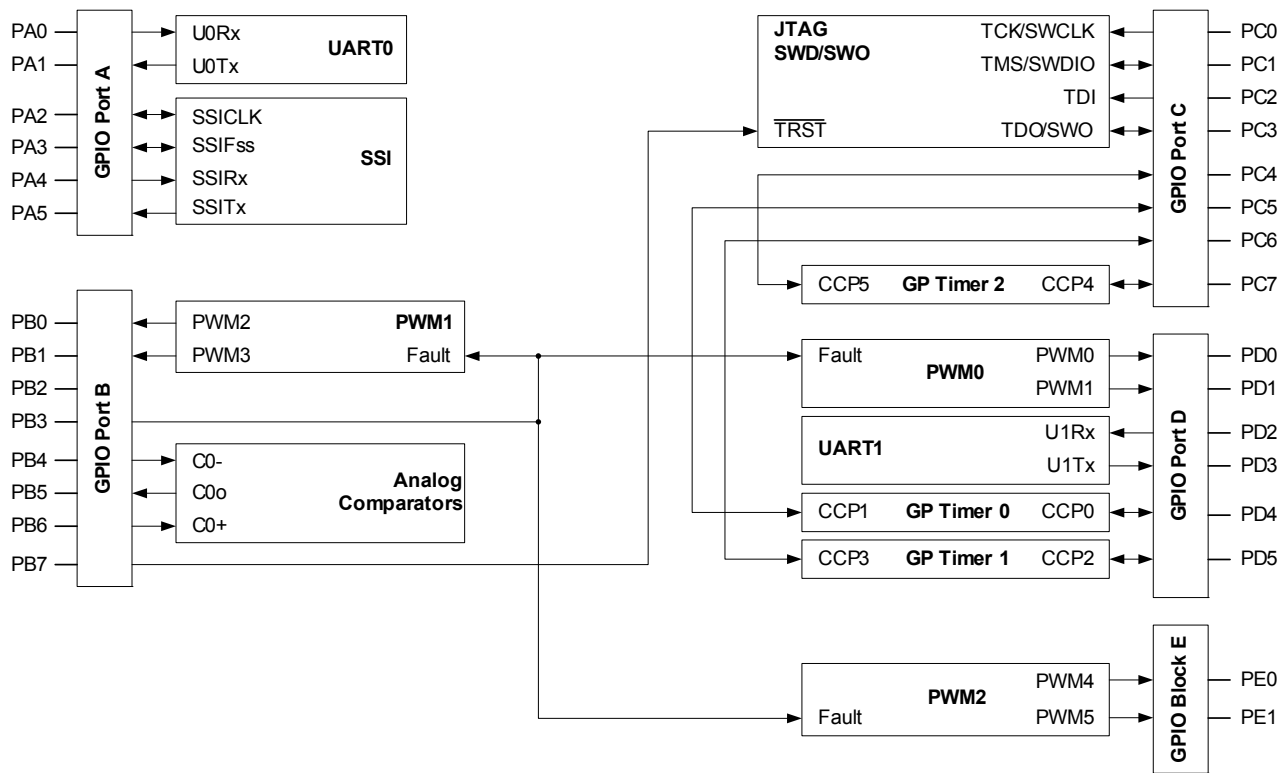 PA0
PA1
PA2
PA3
PA4
PA5
GPIO Port A
U0Rx
U0Tx
UART0
SSICLK
SSIFss
SSIRx
SSITx
SSI
JTAG
SWD/SWO
TRST
TCK/SWCLK
TMS/SWDIO
TDI
TDO/SWO
GPIO Port C
PC0
PC1
PC2
PC3
PC4
PC5
PC6
PC7
CCP5
GP Timer 2
CCP4
PB0
PB1
PB2
PB3
PB4
PB5
PB6
PB7
GPIO Port B
PWM2
PWM3
PWM1
Fault
C0-
C0o
C0+
Analog
Comparators
Fault
PWM0
PWM0
PWM1
UART1
U1Rx
U1Tx
CCP1
GP Timer 0
CCP0
CCP3
GP Timer 1
CCP2
GPIO Port D
PD0
PD1
PD2
PD3
PD4
PD5
Fault
PWM2
PWM4
PWM5
GPIO Block E
PE0
PE1